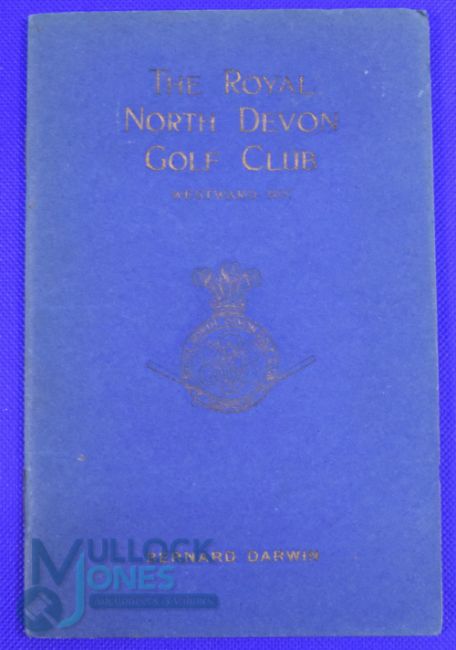 THE ROYAL
NORTH DEVON
GOLF CLUB
WESTWARD HO!
BERNARD DARWIN
MULLOCK
JONES